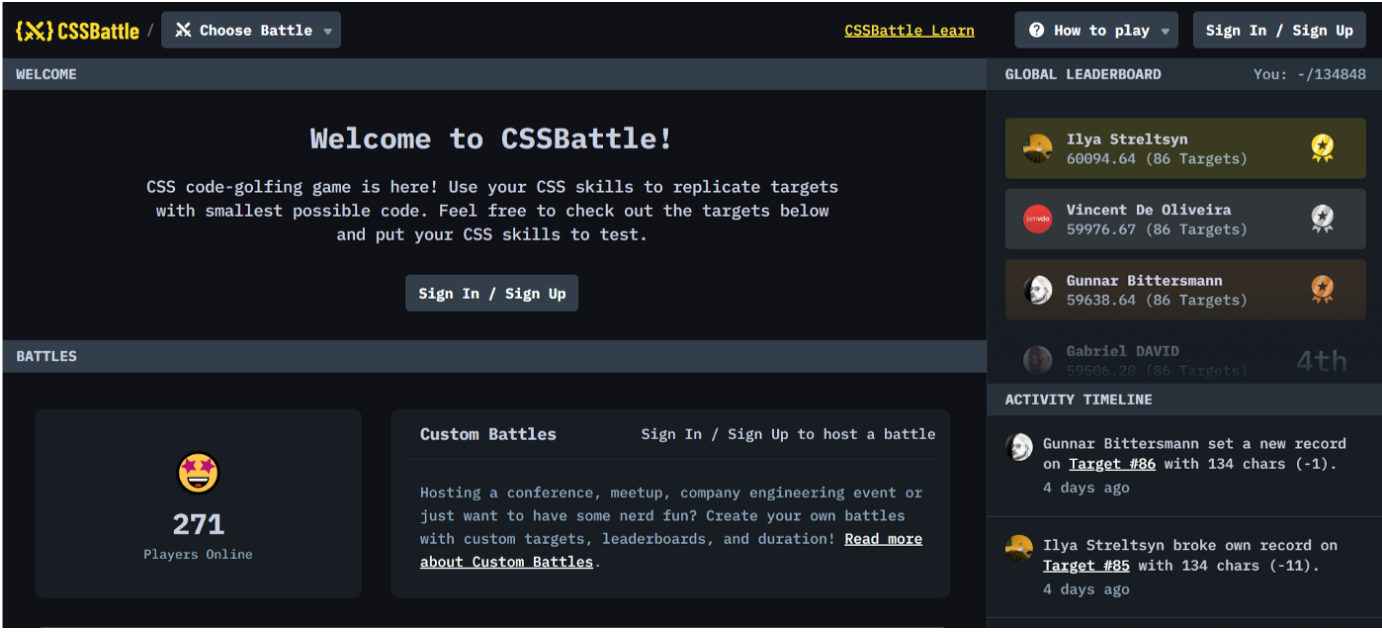 {X} CSSBattle / Choose Battle
CSSBattle Learn
How to play
Sign In / Sign Up
WELCOME
Welcome to CSSBattle!
CSS code-golfing game is here! Use your CSS skills to replicate targets
with smallest possible code. Feel free to check out the targets below
and put your CSS skills to test.
Sign In / Sign Up
BATTLES
271
Players Online
Custom Battles
Sign In / Sign Up to host a battle
Hosting a conference, meetup, company engineering event or
just want to have some nerd fun? Create your own battles
with custom targets, leaderboards, and duration! Read more
about Custom Battles.
GLOBAL LEADERBOARD
You: -/134848
Ilya Streltsyn
60094.64 (86 Targets)
Vincent De Oliveira
59976.67 (86 Targets)
Gunnar Bittersmann
59638.64 (86 Targets)
Gabriel DAVID
59506.20 (86 Targets)
4th
ACTIVITY TIMELINE
Gunnar Bittersmann set a new record
on Target #86 with 134 chars (-1).
4 days ago
Ilya Streltsyn broke own record on
Target #85 with 134 chars (-11).
4 days ago